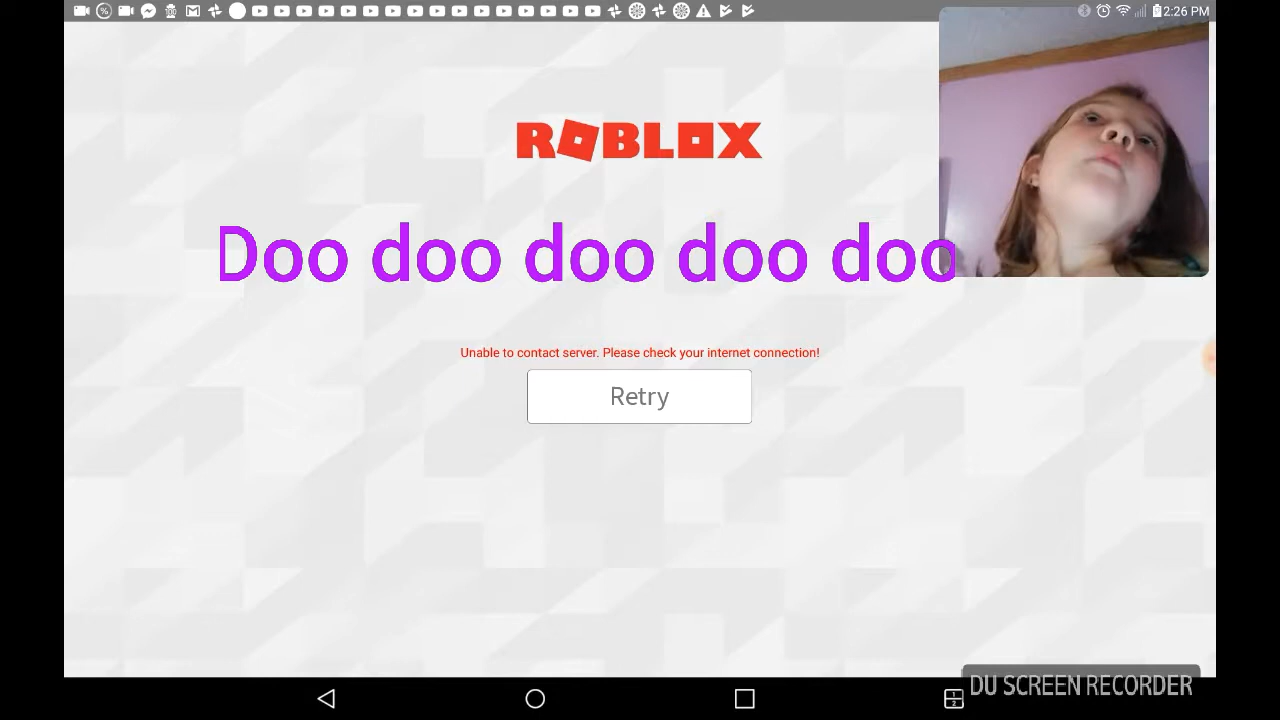 2:26 PM
ROBLOX
Doo doo doo doo doo
Unable to contact server. Please check your internet connection!
Retry
DU SCREEN RECORDER